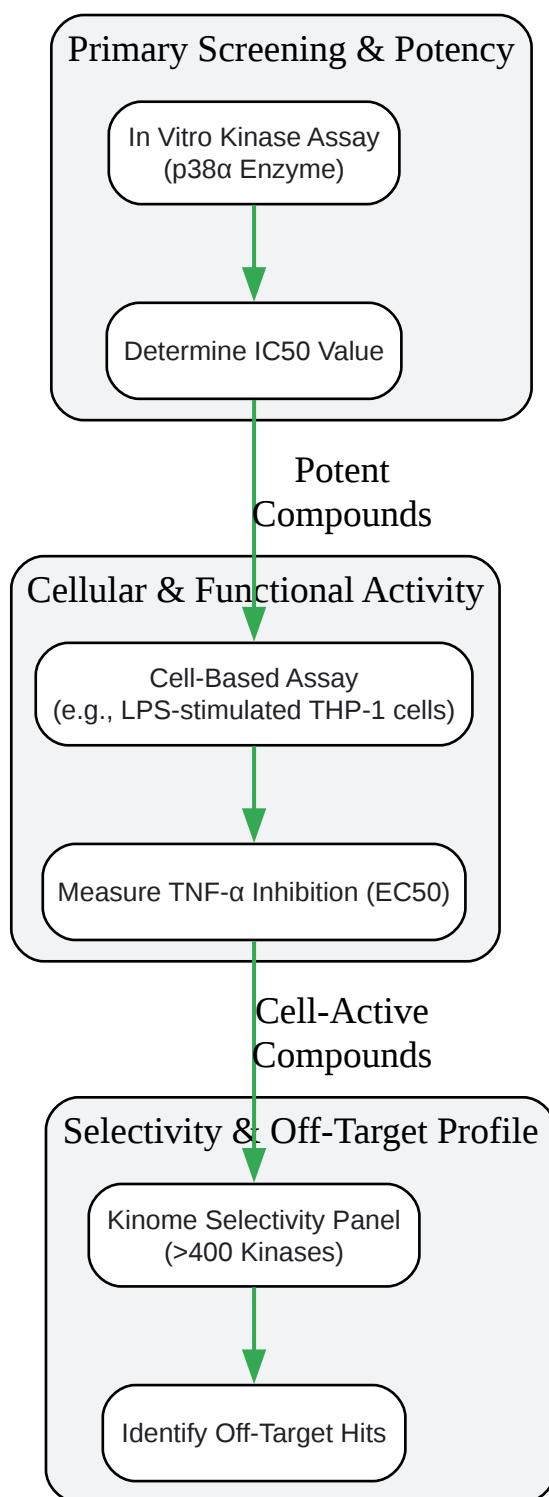 Primary Screening & Potency
In Vitro Kinase Assay
(p38α Enzyme)
Determine IC50 Value
Potent
Compounds
Cellular & Functional Activity
Cell-Based Assay
(e.g., LPS-stimulated THP-1 cells)
Measure TNF-α Inhibition (EC50)
Cell-Active
Compounds
Selectivity & Off-Target Profile
Kinome Selectivity Panel
(>400 Kinases)
Identify Off-Target Hits